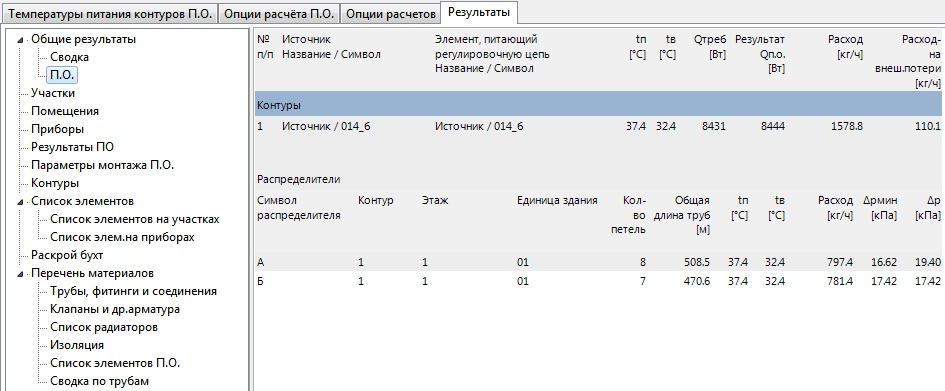 Температуры питания контуров П.О. Опции расчёта П.О. Опции расчетов Результаты
Общие результаты
Сводка
П.О.
Участки
Помещения
Приборы
Результаты ПО
Параметры монтажа П.О.
Контуры
Список элементов
Список элементов на участках
Список элем.на приборах
Раскрой бухт
Перечень материалов
Трубы, фитинги и соединения
Клапаны и др.арматура
Список радиаторов
Изоляция
Список элементов П.О.
Сводка по трубам
№ Источник Элемент, питающий tп tв Qтреб Результат Расход Расход-
п/п Название / Символ регулировочную цепь [°C] [°C] [Вт] Qп.о. [кг/ч] на
Название / Символ [Вт] внеш.потери
[кг/ч]
Контуры
1 Источник / 014_6 Источник / 014_6 37.4 32.4 8431 8444 1578.8 110.1
Распределители
Символ Контур Этаж Единица здания Кол- Общая tп tв Расход Δpмин Δp
распределителя во длина труб [°C] [°C] [кг/ч] [кПа] [кПа]
петель [м]
А 1 1 01 8 508.5 37.4 32.4 797.4 16.62 19.40
Б 1 1 01 7 470.6 37.4 32.4 781.4 17.42 17.42